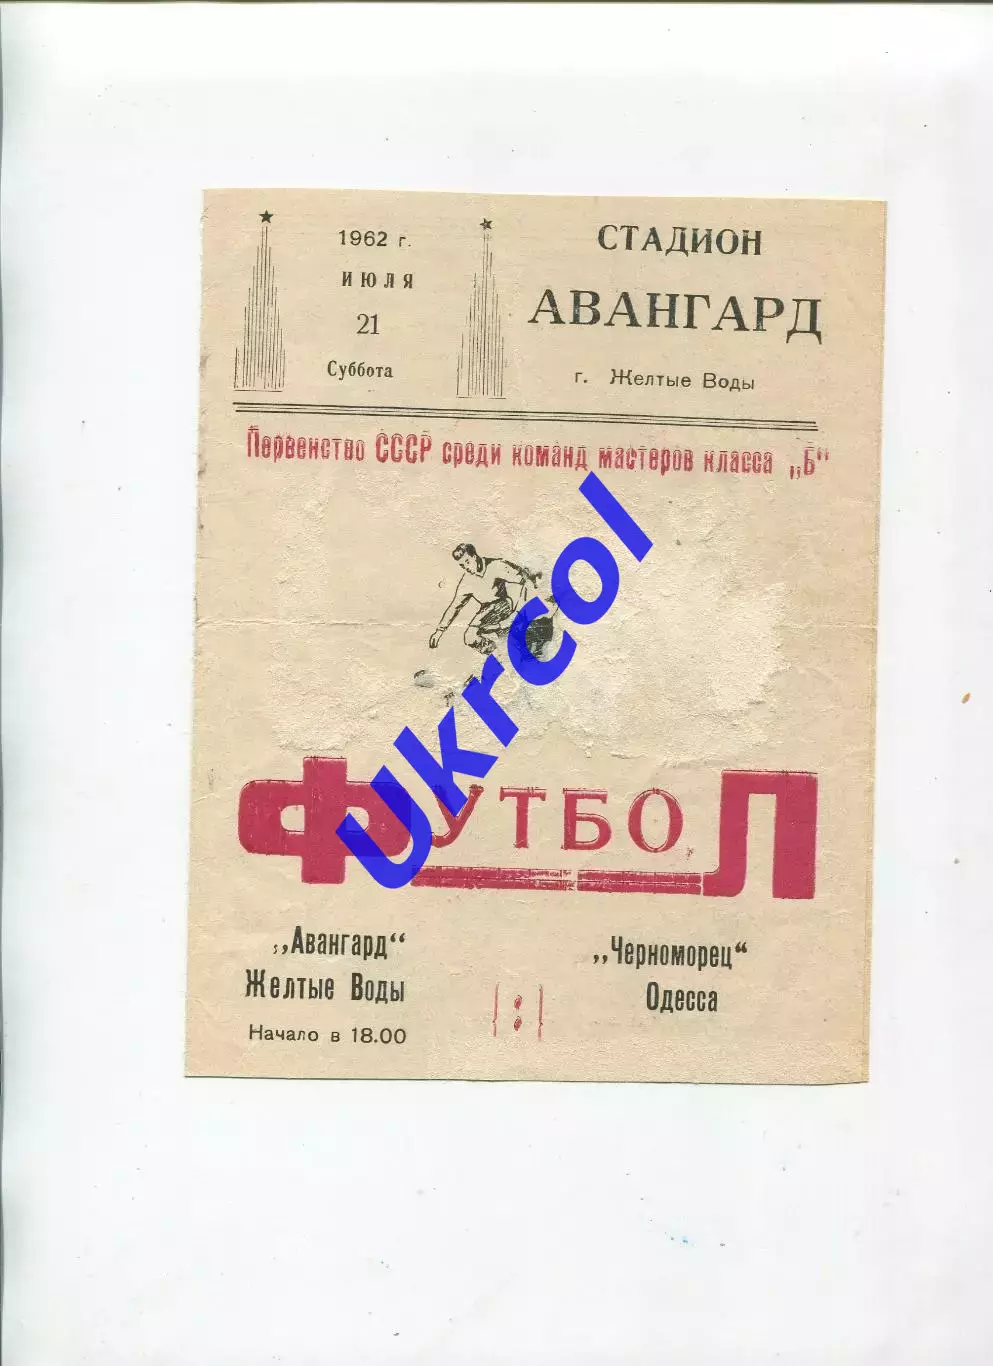 1962 г.
ИЮЛЯ
21
Суббота
СТАДИОН
АВАНГАРД
г. Желтые Воды
Первенство СССР среди команд мастеров класса „Б“
ФУТБОЛ
„Авангард“
Желтые Воды
Начало в 18.00
:
„Черноморец“
Одесса
Ukrcol